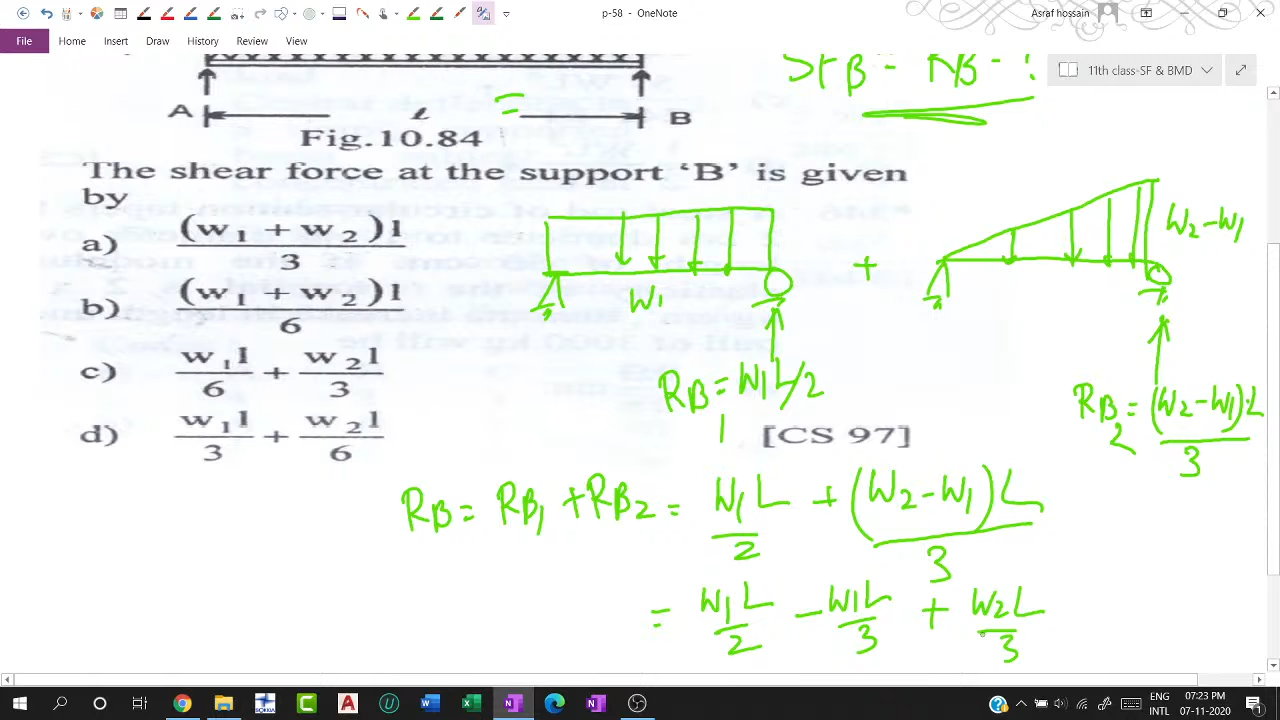 p-58 - OneNote
Asraf hossain
File Home Insert Draw History Review View
11th class-SF & BMD
A l = B
Fig.10.84
The shear force at the support ‘B’ is given
by
a) (w₁ + w₂)l / 3
b) (w₁ + w₂)l / 6
c) w₁l / 6 + w₂l / 3
d) w₁l / 3 + w₂l / 6
[CS 97]
W₁
+
W₂-W₁
RB1 = W₁L/2
RB2 = (W₂-W₁)·L / 3
RB = RB₁ + RB₂ = W₁L / 2 + (W₂-W₁)L / 3
= W₁L / 2 - W₁L / 3 + W₂L / 3
ENG
07:23 PM
INTL
07-11-2020